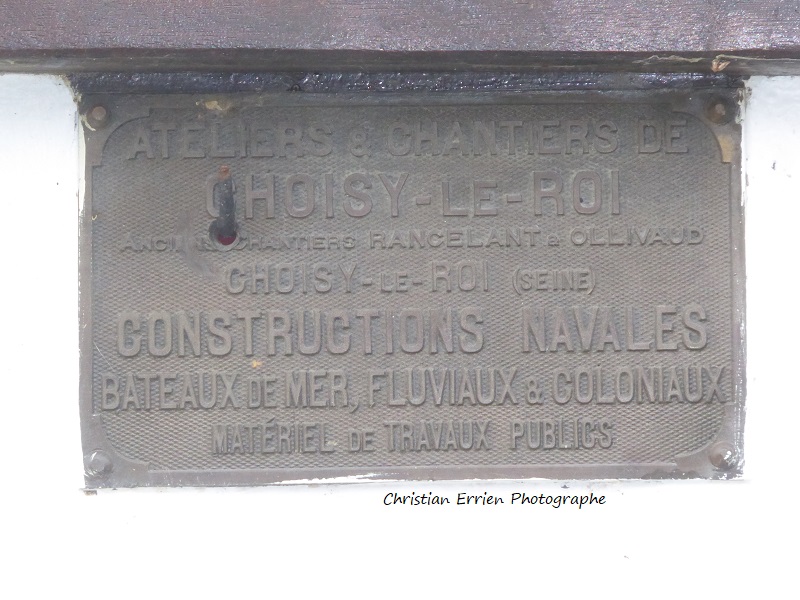 ATELIERS & CHANTIERS DE
CHOISY-LE-ROI
CHANTIERS RANCELANT & OLLIVAUD
CHOISY-LE-ROI (SEINE)
CONSTRUCTIONS NAVALES
BATEAUX DE MER, FLUVIAUX & COLONIAUX
MATÉRIEL DE TRAVAUX PUBLICS
Christian Errien Photographe